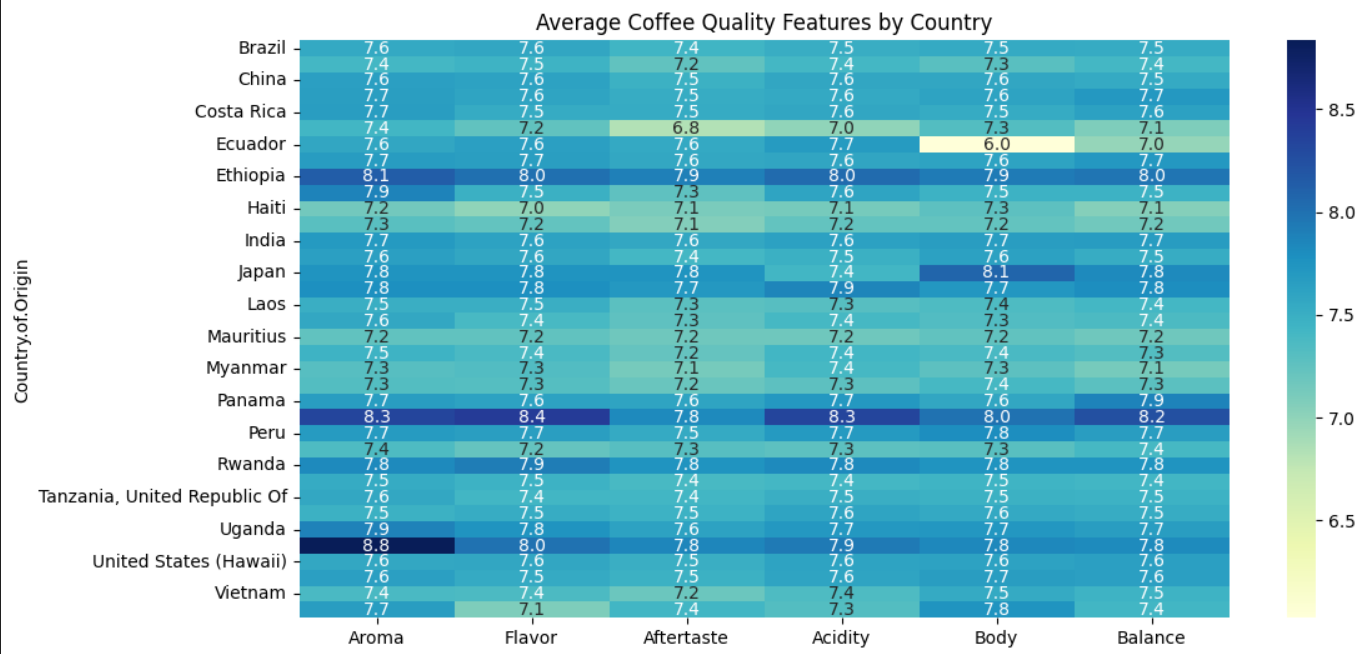 Average Coffee Quality Features by Country
Country.of.Origin
Brazil 7.6 7.6 7.4 7.5 7.5 7.5
7.4 7.5 7.2 7.4 7.3 7.4
China 7.6 7.6 7.5 7.6 7.6 7.5
7.7 7.6 7.5 7.6 7.6 7.7
Costa Rica 7.7 7.5 7.5 7.6 7.5 7.6
7.4 7.2 6.8 7.0 7.3 7.1
Ecuador 7.6 7.6 7.6 7.7 6.0 7.0
7.7 7.7 7.6 7.6 7.6 7.7
Ethiopia 8.1 8.0 7.9 8.0 7.9 8.0
7.9 7.5 7.3 7.6 7.5 7.5
Haiti 7.2 7.0 7.1 7.1 7.3 7.1
7.3 7.2 7.1 7.2 7.2 7.2
India 7.7 7.6 7.6 7.6 7.7 7.7
7.6 7.6 7.4 7.5 7.6 7.5
Japan 7.8 7.8 7.8 7.4 8.1 7.8
7.8 7.8 7.7 7.9 7.7 7.8
Laos 7.5 7.5 7.3 7.3 7.4 7.4
7.6 7.4 7.3 7.4 7.3 7.4
Mauritius 7.2 7.2 7.2 7.2 7.2 7.2
7.5 7.4 7.2 7.4 7.4 7.3
Myanmar 7.3 7.3 7.1 7.4 7.3 7.1
7.3 7.3 7.2 7.3 7.4 7.3
Panama 7.7 7.6 7.6 7.7 7.6 7.9
8.3 8.4 7.8 8.3 8.0 8.2
Peru 7.7 7.7 7.5 7.7 7.8 7.7
7.4 7.2 7.3 7.3 7.3 7.4
Rwanda 7.8 7.9 7.8 7.8 7.8 7.8
7.5 7.5 7.4 7.4 7.5 7.4
Tanzania, United Republic Of 7.6 7.4 7.4 7.5 7.5 7.5
7.5 7.5 7.5 7.6 7.6 7.5
Uganda 7.9 7.8 7.6 7.7 7.7 7.7
8.8 8.0 7.8 7.9 7.8 7.8
United States (Hawaii) 7.6 7.6 7.5 7.6 7.6 7.6
7.6 7.5 7.5 7.6 7.7 7.6
Vietnam 7.4 7.4 7.2 7.4 7.5 7.5
7.7 7.1 7.4 7.3 7.8 7.4
Aroma Flavor Aftertaste Acidity Body Balance
8.5
8.0
7.5
7.0
6.5